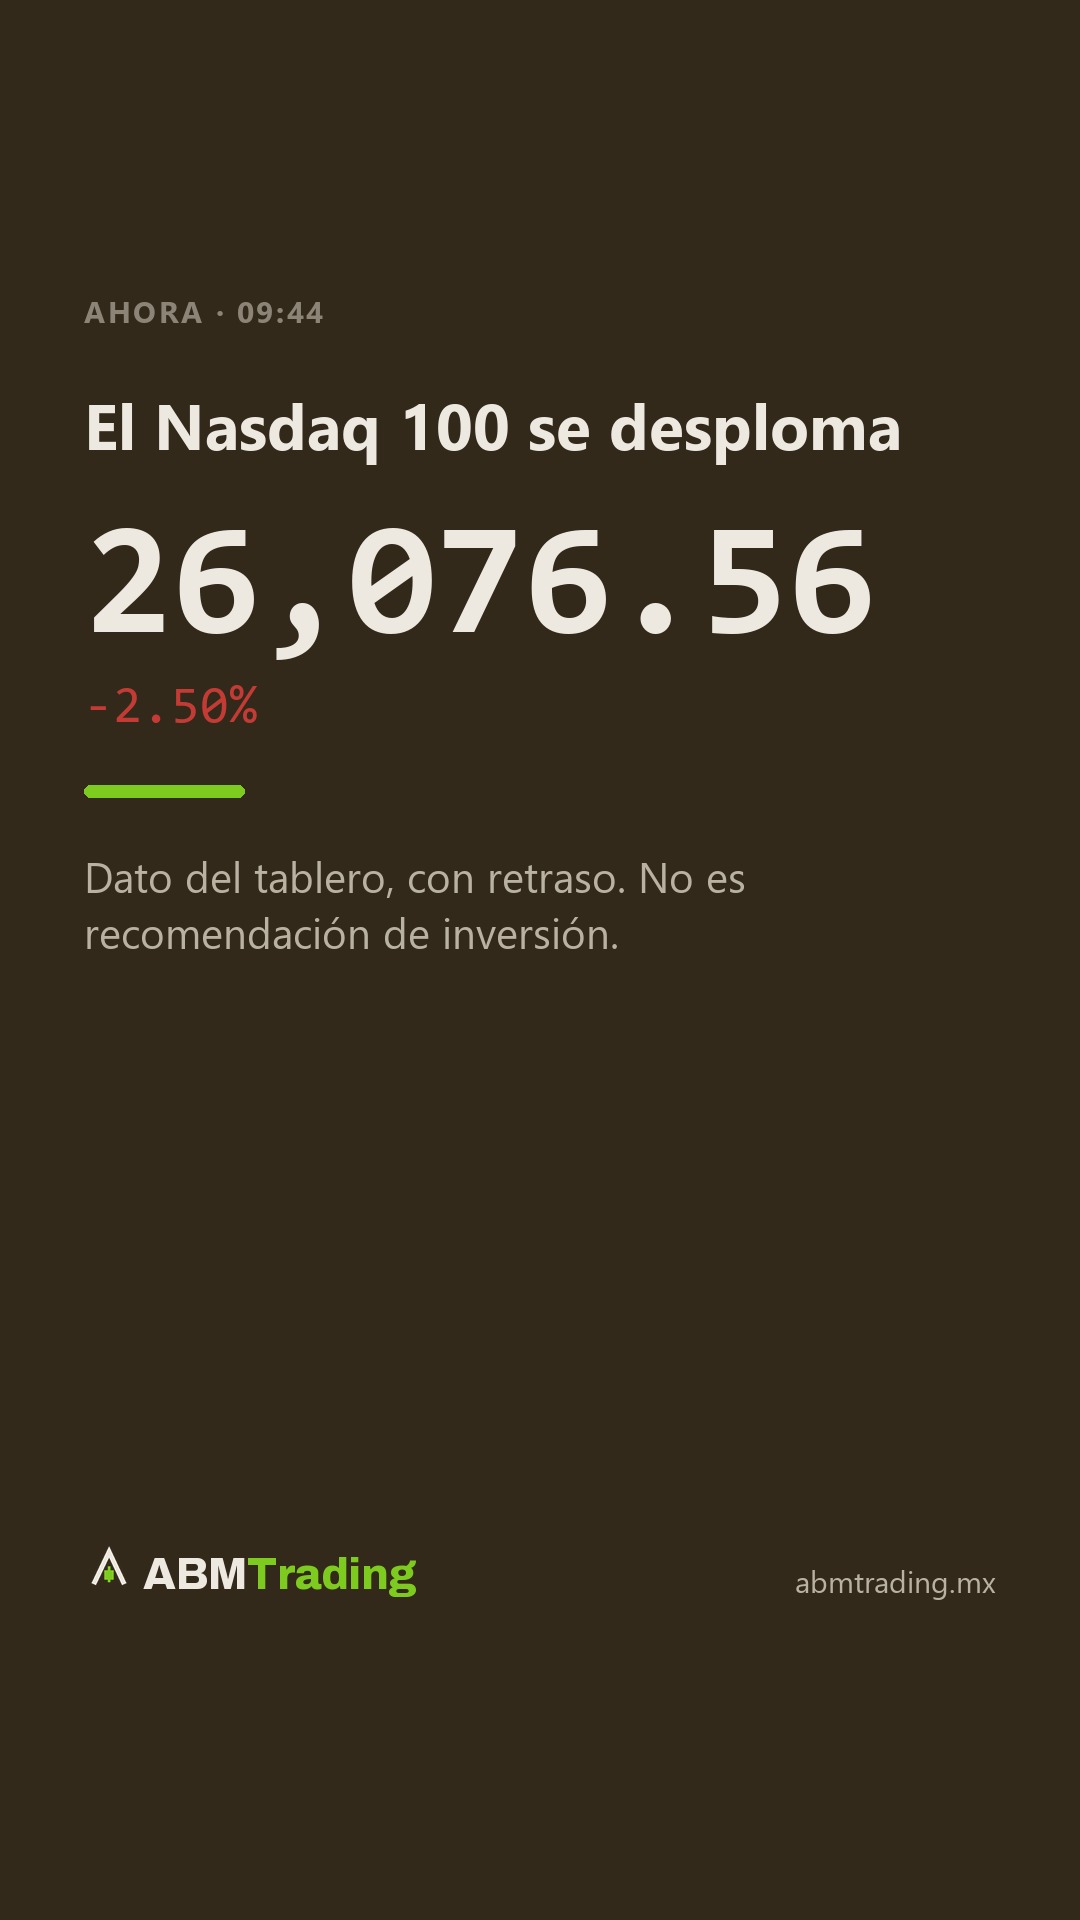 AHORA · 09:44
El Nasdaq 100 se desploma
26,076.56
-2.50%
Dato del tablero, con retraso. No es
recomendación de inversión.
ABMTrading
abmtrading.mx